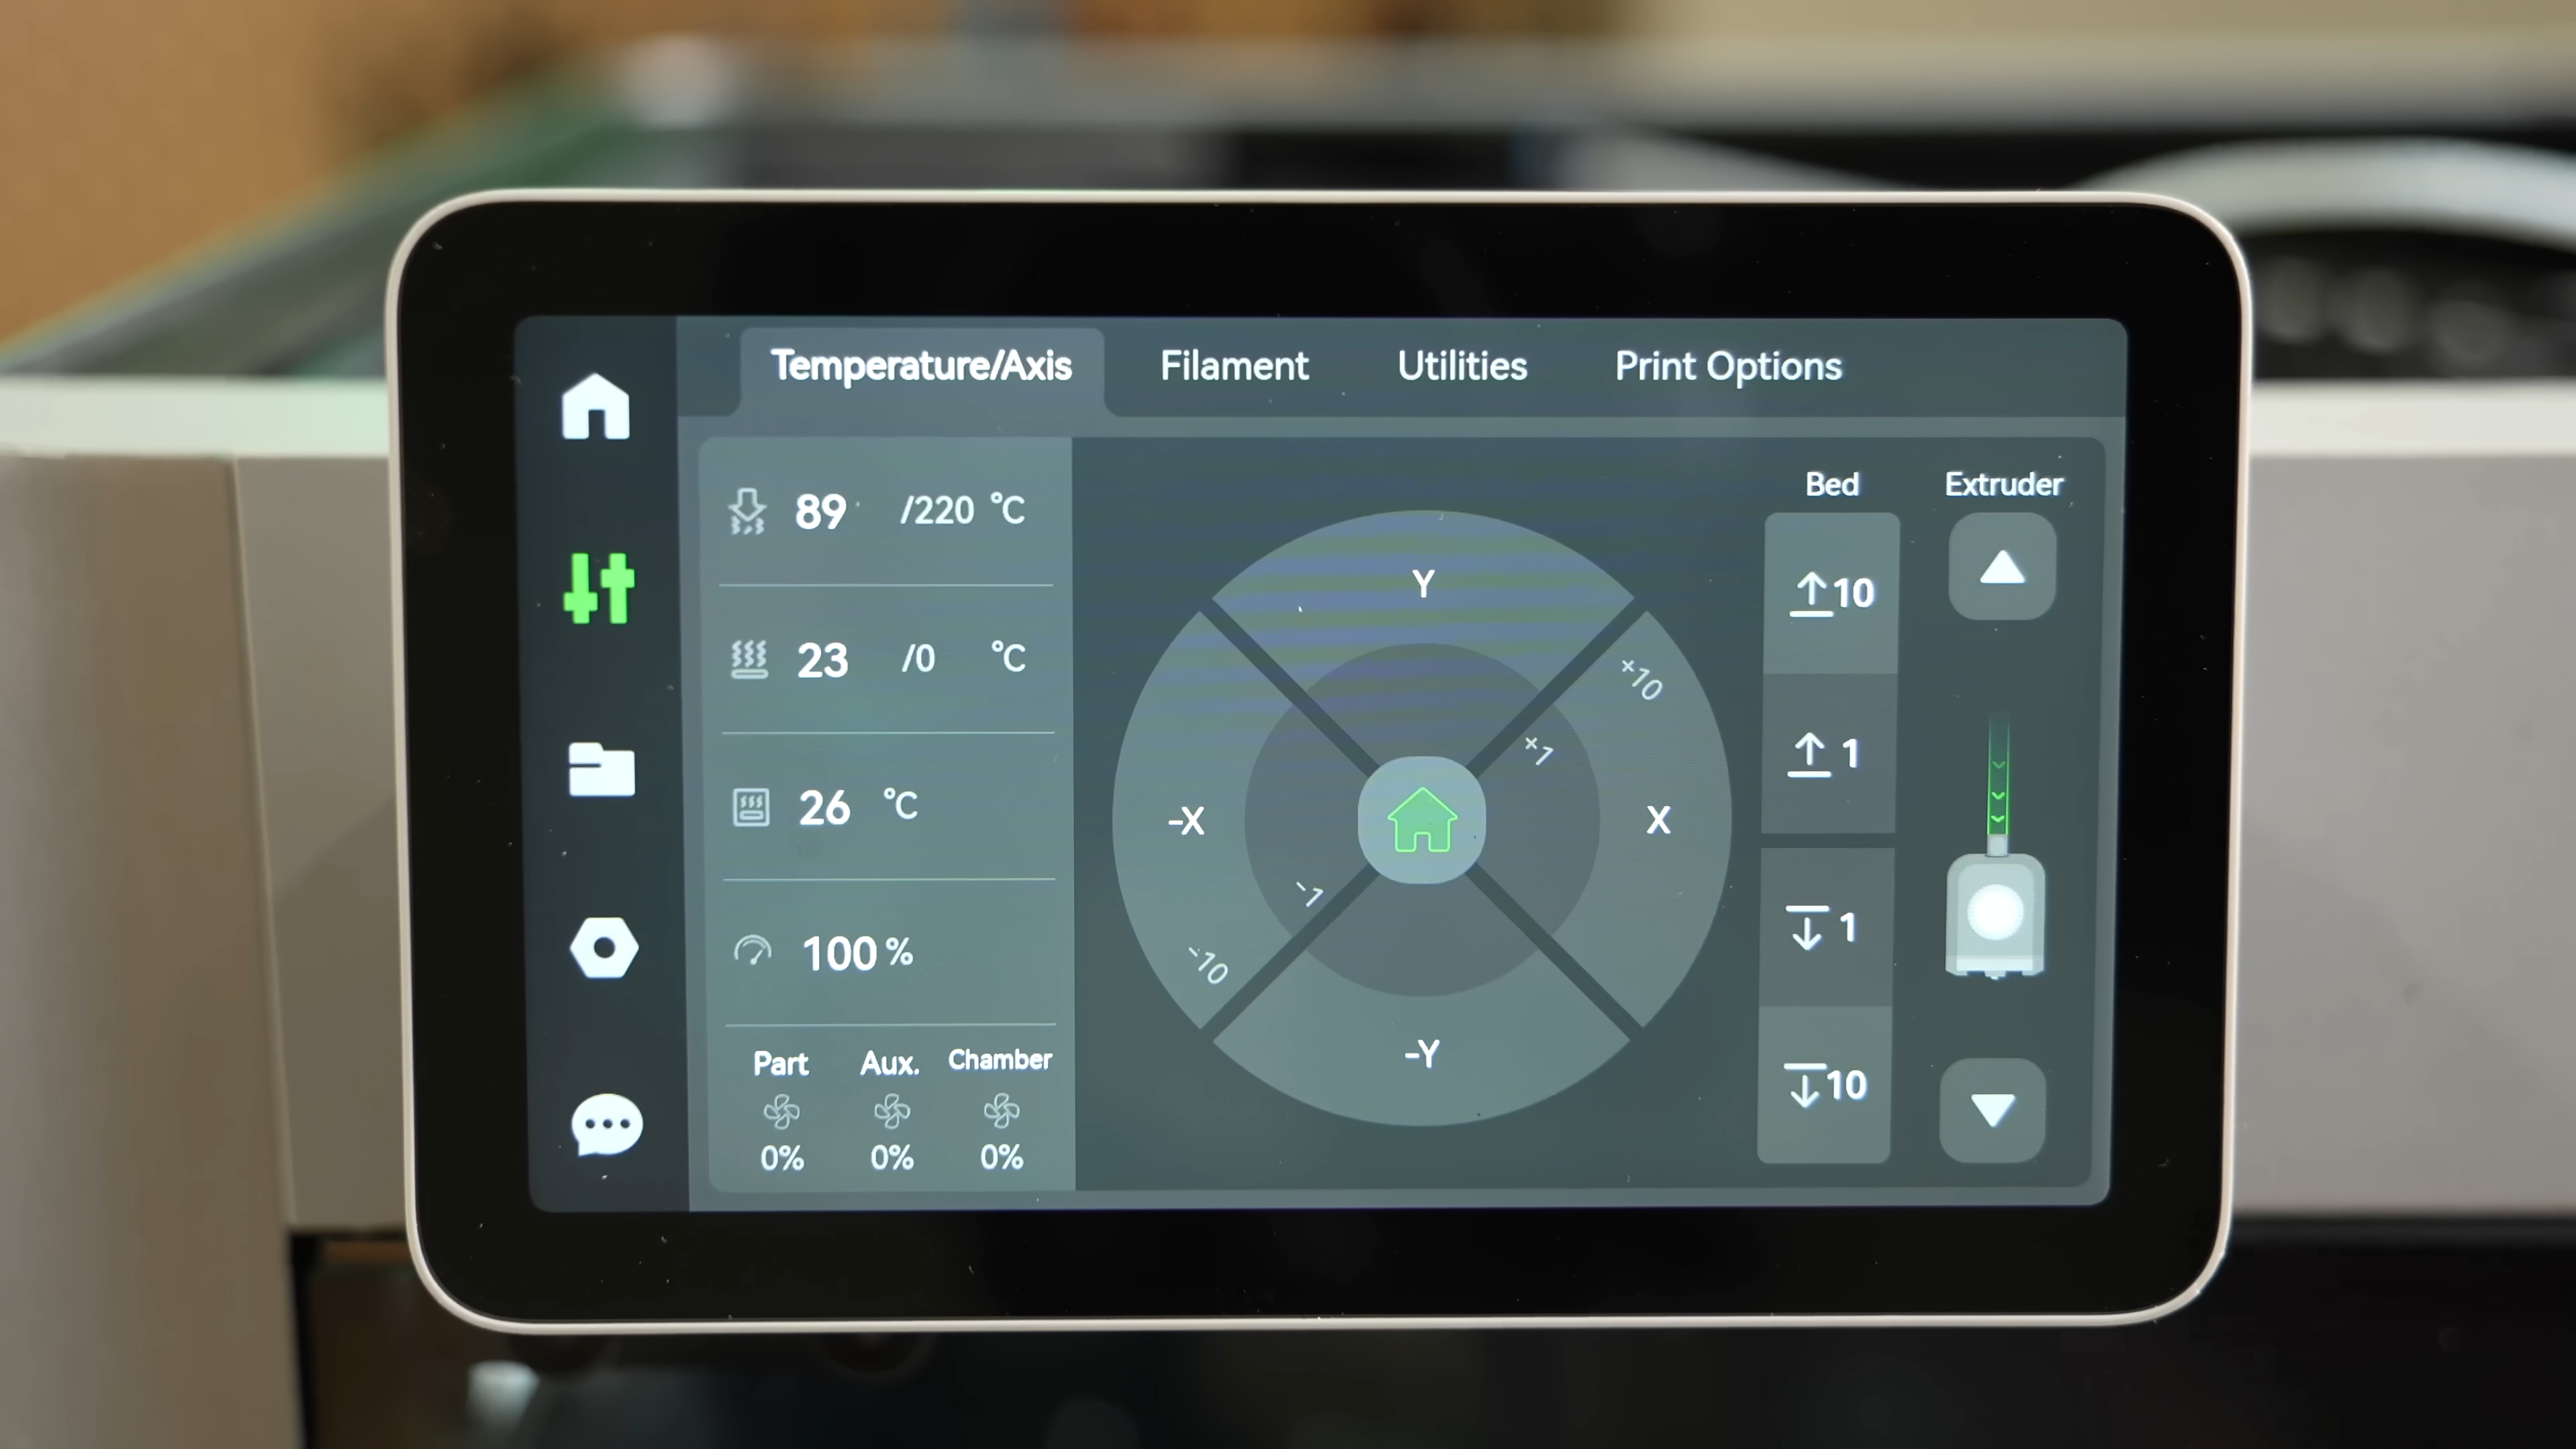 Temperature/Axis Filament Utilities Print Options
89 /220 °C
23 /0 °C
26 °C
100 %
Part Aux. Chamber
0% 0% 0%
Y
+10
+1
-X X
-1
-10
-Y
Bed
10
1
1
10
Extruder